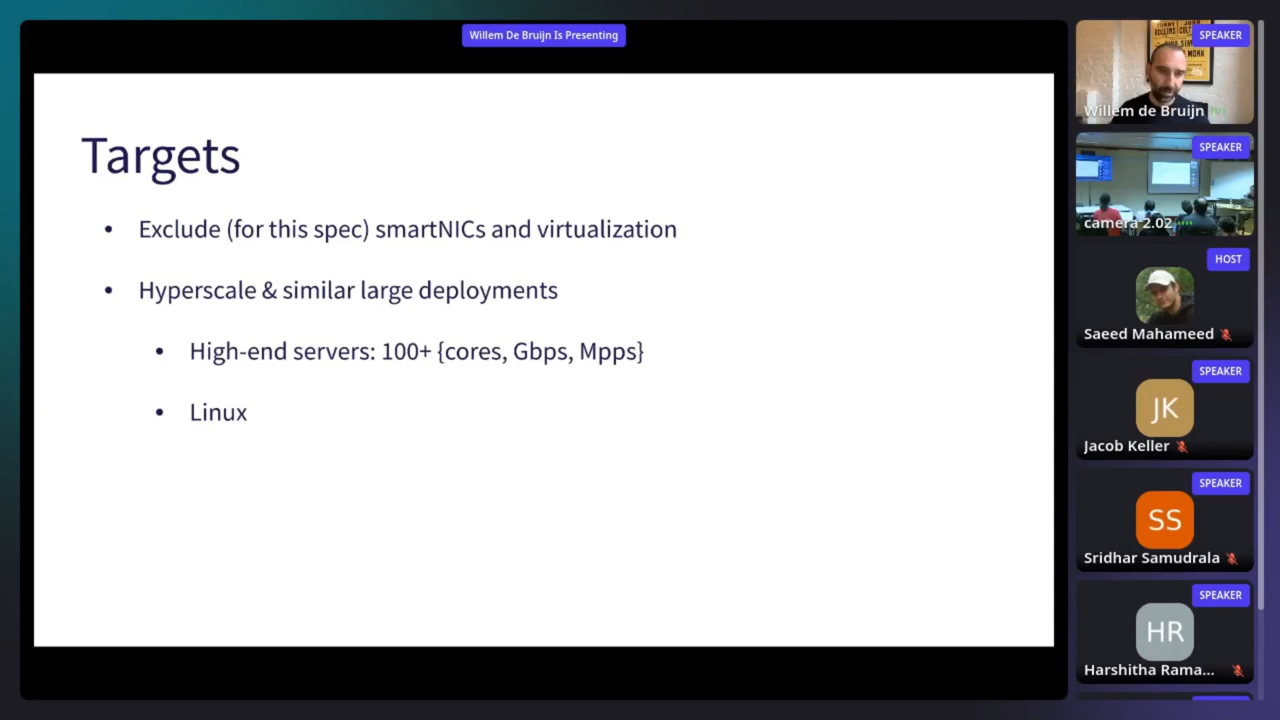 Willem De Bruijn Is Presenting
Targets
• Exclude (for this spec) smartNICs and virtualization
• Hyperscale & similar large deployments
• High-end servers: 100+ {cores, Gbps, Mpps}
• Linux
SPEAKER
Willem de Bruijn
SPEAKER
camera 2.02
HOST
Saeed Mahameed
SPEAKER
JK
Jacob Keller
SPEAKER
SS
Sridhar Samudrala
SPEAKER
HR
Harshitha Rama...